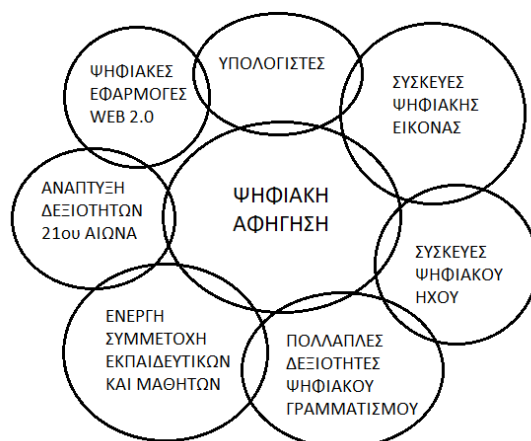 ΨΗΦΙΑΚΕΣ
ΕΦΑΡΜΟΓΕΣ
WEB 2.0
ΥΠΟΛΟΓΙΣΤΕΣ
ΣΥΣΚΕΥΕΣ
ΨΗΦΙΑΚΗΣ
ΕΙΚΟΝΑΣ
ΑΝΑΠΤΥΞΗ
ΔΕΞΙΟΤΗΤΩΝ
21ου ΑΙΩΝΑ
ΨΗΦΙΑΚΗ
ΑΦΗΓΗΣΗ
ΣΥΣΚΕΥΕΣ
ΨΗΦΙΑΚΟΥ
ΗΧΟΥ
ΕΝΕΡΓΗ
ΣΥΜΜΕΤΟΧΗ
ΕΚΠΑΙΔΕΥΤΙΚΩΝ
ΚΑΙ ΜΑΘΗΤΩΝ
ΠΟΛΛΑΠΛΕΣ
ΔΕΞΙΟΤΗΤΕΣ
ΨΗΦΙΑΚΟΥ
ΓΡΑΜΜΑΤΙΣΜΟΥ